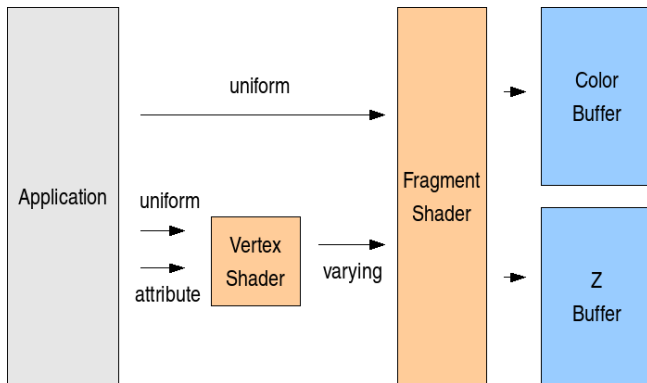 Application
uniform
uniform
attribute
Vertex
Shader
varying
Fragment
Shader
Color
Buffer
Z
Buffer